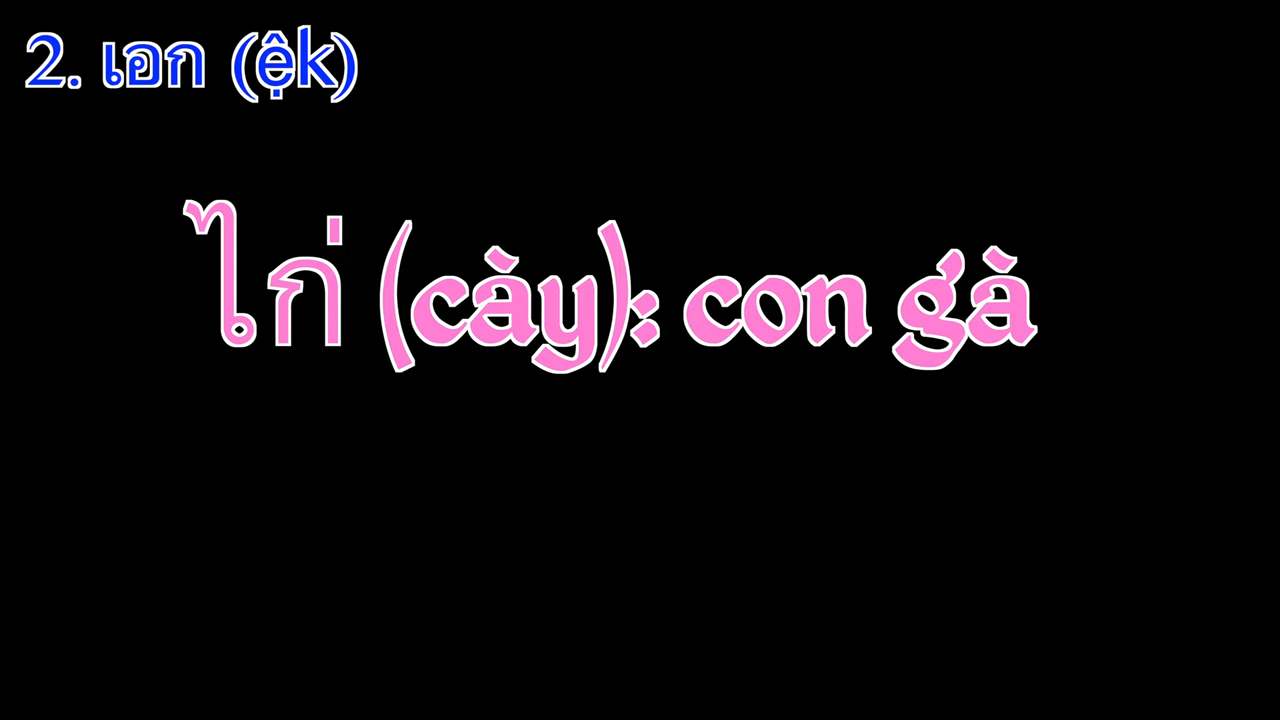 2. เอก (ệk)
ไก่ (cày): con gà